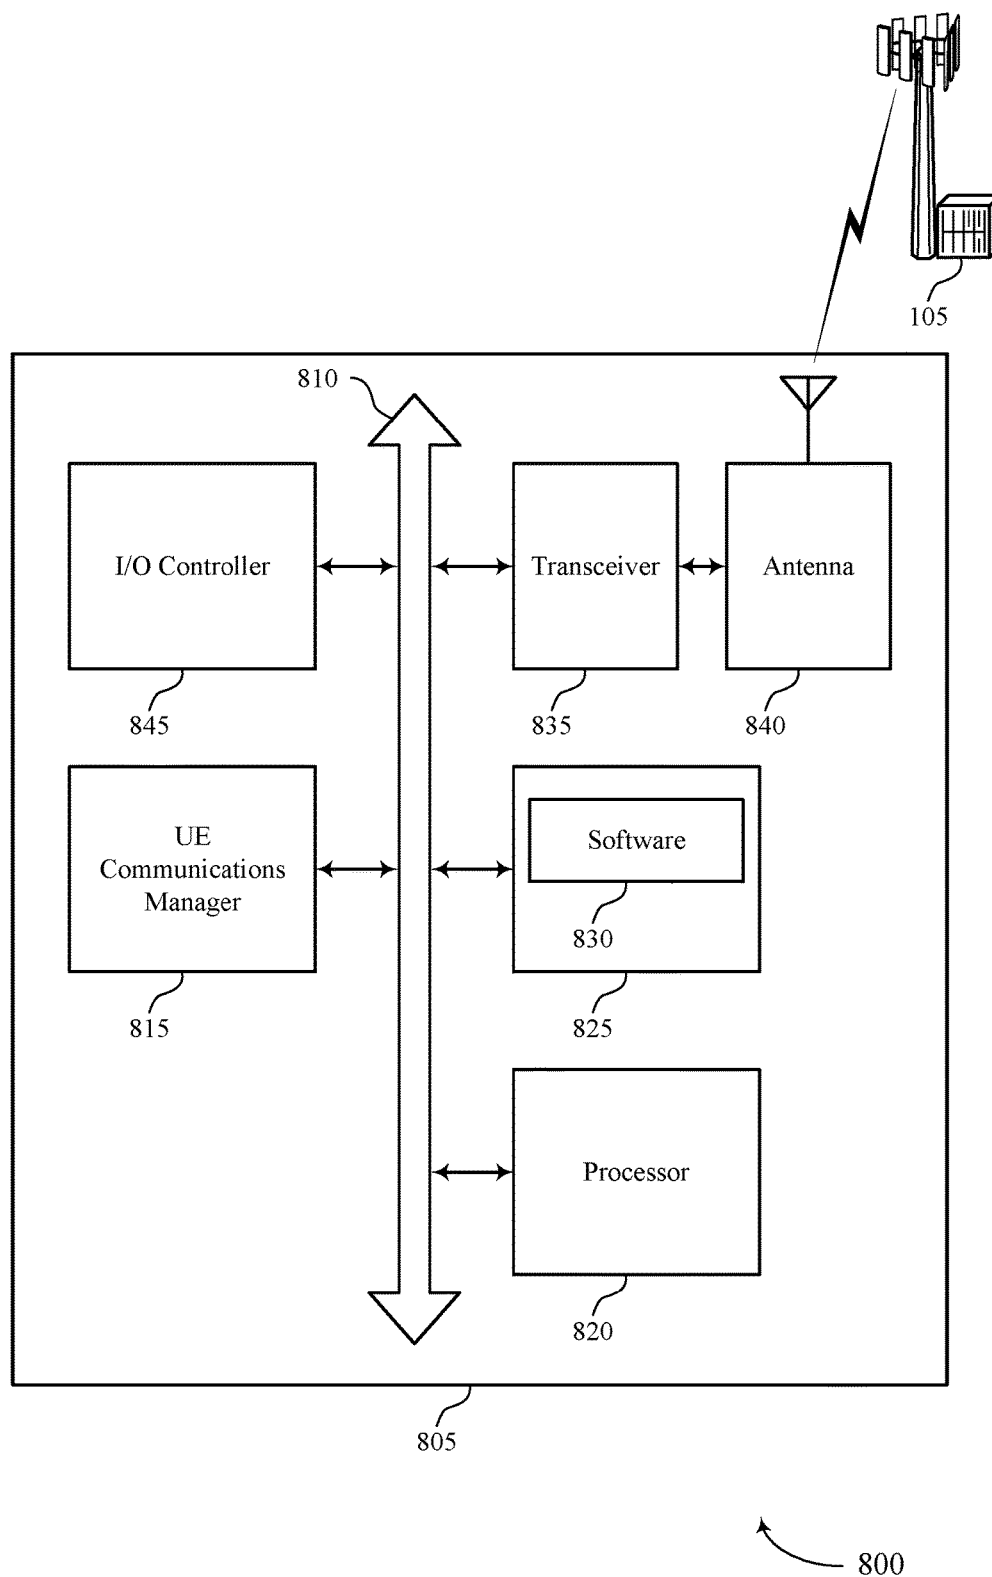 105
810
I/O Controller
Transceiver
Antenna
845
835
840
UE
Communications
Manager
Software
830
815
825
Processor
820
805
800